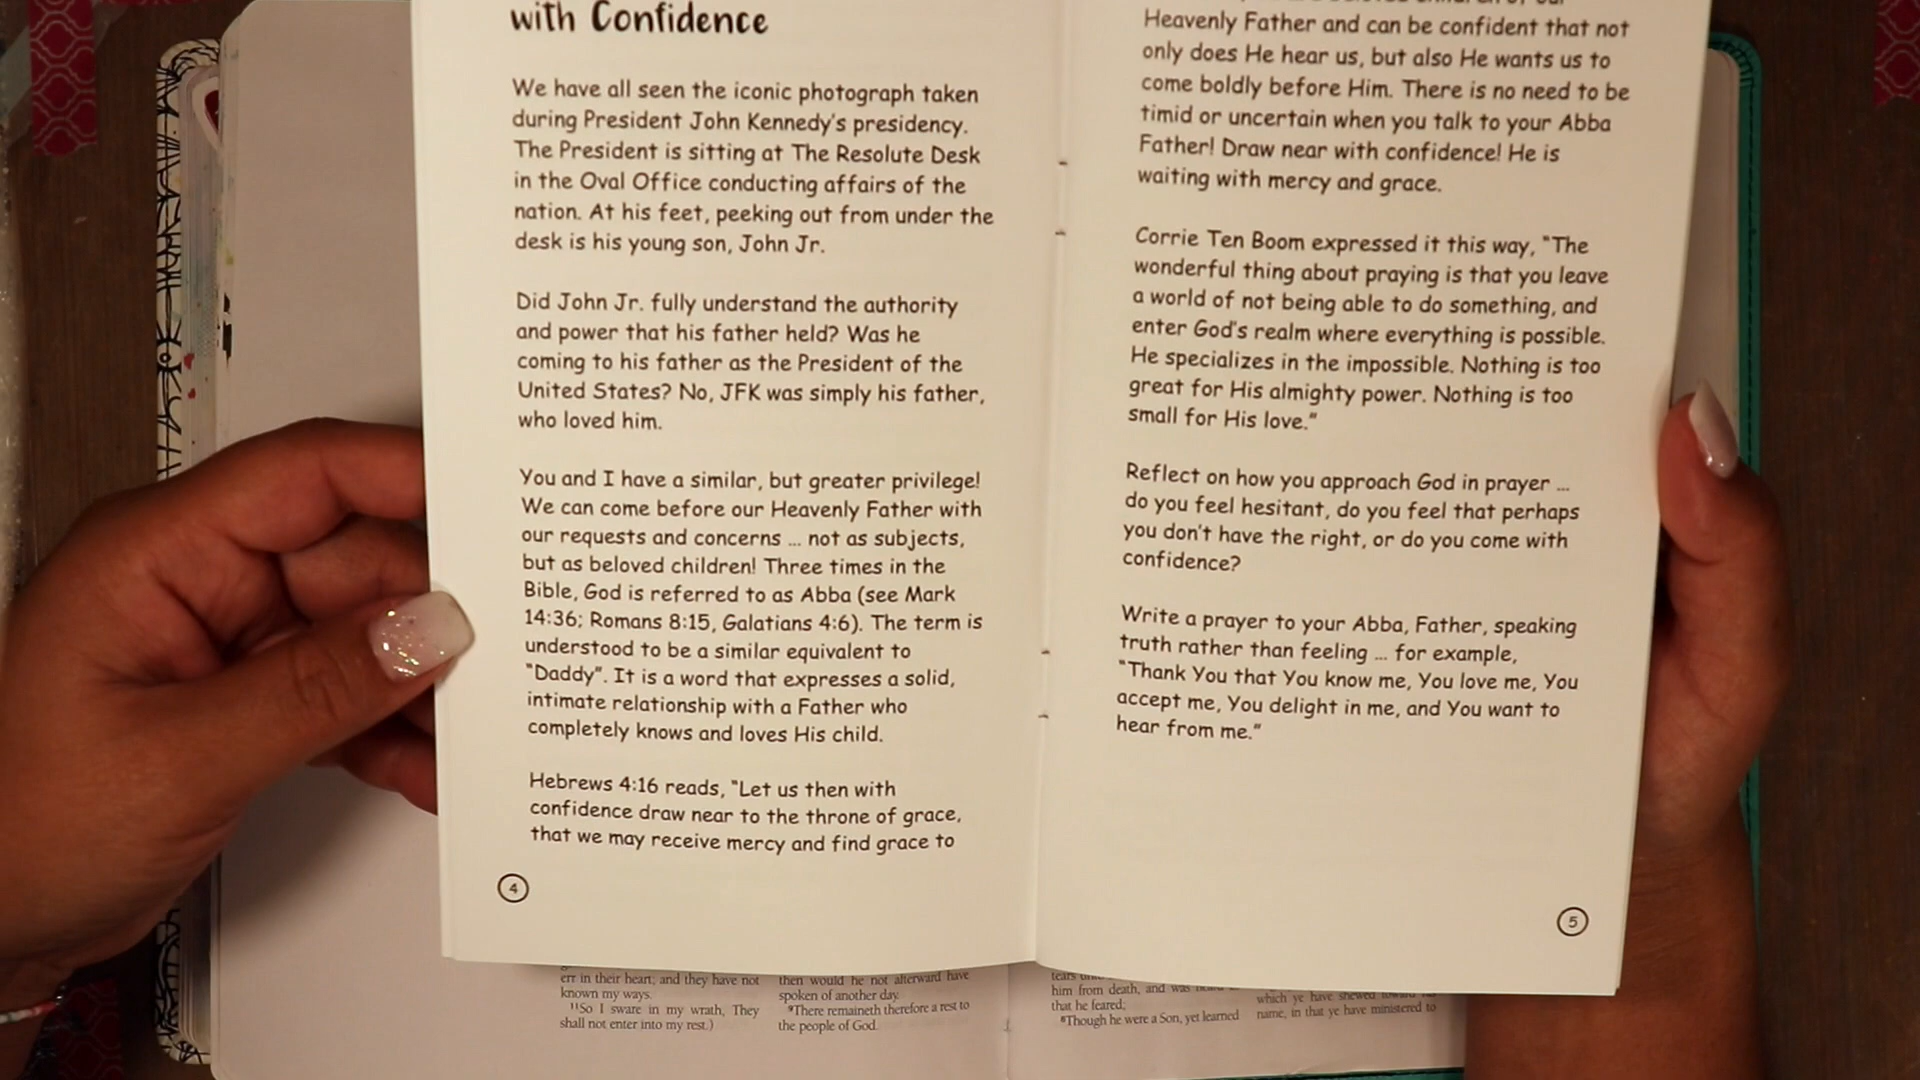 with Confidence
We have all seen the iconic photograph taken
during President John Kennedy's presidency.
The President is sitting at The Resolute Desk
in the Oval Office conducting affairs of the
nation. At his feet, peeking out from under the
desk is his young son, John Jr.
Did John Jr. fully understand the authority
and power that his father held? Was he
coming to his father as the President of the
United States? No, JFK was simply his father,
who loved him.
You and I have a similar, but greater privilege!
We can come before our Heavenly Father with
our requests and concerns ... not as subjects,
but as beloved children! Three times in the
Bible, God is referred to as Abba (see Mark
14:36; Romans 8:15, Galatians 4:6). The term is
understood to be a similar equivalent to
"Daddy". It is a word that expresses a solid,
intimate relationship with a Father who
completely knows and loves His child.
Hebrews 4:16 reads, "Let us then with
confidence draw near to the throne of grace,
that we may receive mercy and find grace to
4
Heavenly Father and can be confident that not
only does He hear us, but also He wants us to
come boldly before Him. There is no need to be
timid or uncertain when you talk to your Abba
Father! Draw near with confidence! He is
waiting with mercy and grace.
Corrie Ten Boom expressed it this way, "The
wonderful thing about praying is that you leave
a world of not being able to do something, and
enter God's realm where everything is possible.
He specializes in the impossible. Nothing is too
great for His almighty power. Nothing is too
small for His love."
Reflect on how you approach God in prayer ...
do you feel hesitant, do you feel that perhaps
you don't have the right, or do you come with
confidence?
Write a prayer to your Abba, Father, speaking
truth rather than feeling ... for example,
"Thank You that You know me, You love me, You
accept me, You delight in me, and You want to
hear from me."
5
err in their heart; and they have not
known my ways.
11So I sware in my wrath, They
shall not enter into my rest.)
then would he not afterward have
spoken of another day.
9There remaineth therefore a rest to
the people of God.
tears
him from death, and was
that he feared;
8Though he were a Son, yet learned
which ye have shewed toward his
name, in that ye have ministered to